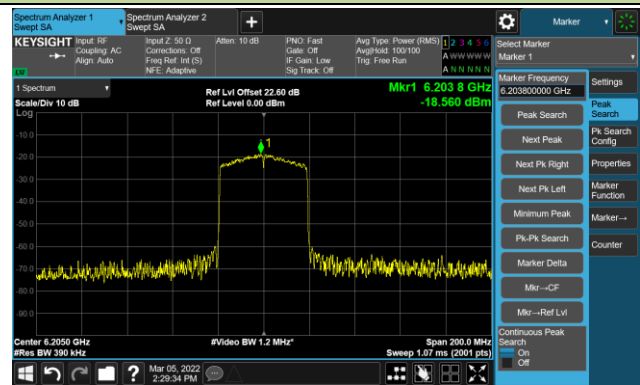 Spectrum Analyzer 1
Swept SA
Spectrum Analyzer 2
Swept SA
+
Marker
KEYSIGHT
Input: RF
Coupling: AC
Align: Auto
Input Z: 50 Ω
Corrections: Off
Freq Ref: Int (S)
NFE: Adaptive
Atten: 10 dB
PNO: Fast
Gate: Off
IF Gain: Low
Sig Track: Off
Avg Type: Power (RMS)
Avg|Hold: 100/100
Trig: Free Run
1 2 3 4 5 6
A W W W W W
A N N N N N
Select Marker
Marker 1
1 Spectrum
Scale/Div 10 dB
Log
Ref Lvl Offset 22.60 dB
Ref Level 0.00 dBm
Mkr1 6.203 8 GHz
-18.560 dBm
1
-10.0
-20.0
-30.0
-40.0
-50.0
-60.0
-70.0
-80.0
-90.0
Center 6.2050 GHz
#Res BW 390 kHz
#Video BW 1.2 MHz*
Span 200.0 MHz
Sweep 1.07 ms (2001 pts)
Marker Frequency
6.203800000 GHz
Peak Search
Next Peak
Next Pk Right
Next Pk Left
Minimum Peak
Pk-Pk Search
Marker Delta
Mkr→CF
Mkr→Ref Lvl
Continuous Peak
Search
On
Off
Settings
Peak
Search
Pk Search
Config
Properties
Marker
Function
Marker→
Counter
?
Mar 05, 2022
2:29:34 PM